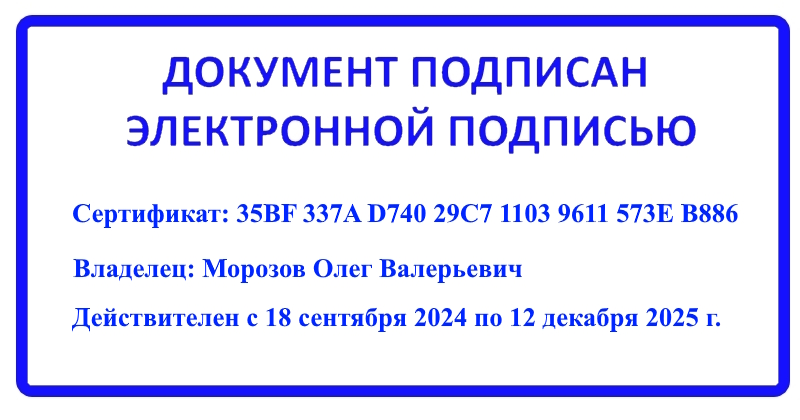 ДОКУМЕНТ ПОДПИСАН
ЭЛЕКТРОННОЙ ПОДПИСЬЮ
Сертификат: 35BF 337A D740 29C7 1103 9611 573E B886
Владелец: Морозов Олег Валерьевич
Действителен с 18 сентября 2024 по 12 декабря 2025 г.